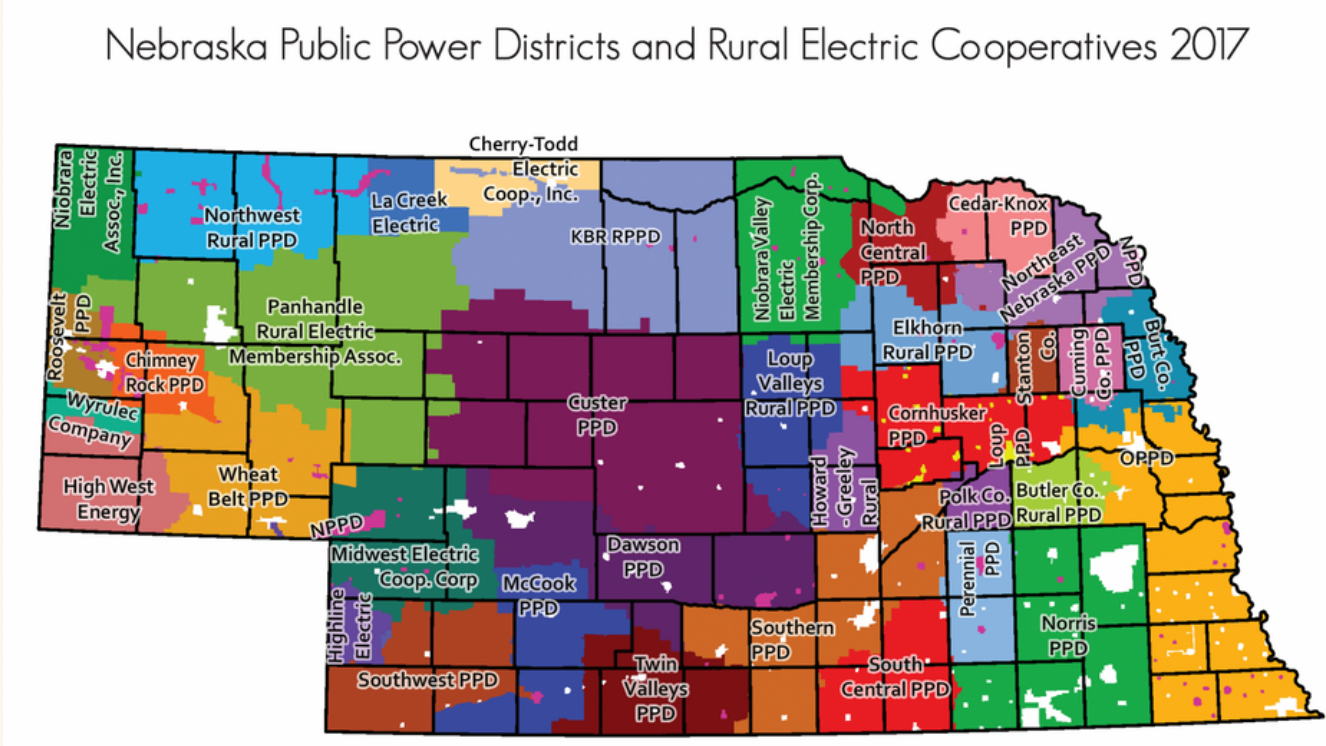 Nebraska Public Power Districts and Rural Electric Cooperatives 2017
Cherry-Todd
Electric
Coop., Inc.
Niobrara
Electric
Assoc., Inc.
Northwest
Rural PPD
La Creek
Electric
KBR RPPD
Niobrara Valley
Electric
Membership Corp.
North
Central
PPD
Cedar-Knox
PPD
Northeast
Nebraska PPD
NPPD
Roosevelt
PPD
Panhandle
Rural Electric
Membership Assoc.
Chimney
Rock PPD
Elkhorn
Rural PPD
Stanton
Co.
Cuming
Co. PPD
Burt Co.
PPD
Loup
Valleys
Rural PPD
Wyrulec
Company
Custer
PPD
Cornhusker
PPD
Loup
PPD
OPPD
High West
Energy
Wheat
Belt PPD
Howard
-Greeley
Rural
Polk Co.
Rural PPD
Butler Co.
Rural PPD
NPPD
Midwest Electric
Coop. Corp
Dawson
PPD
McCook
PPD
Perennial
PPD
Highline
Electric
Southern
PPD
Norris
PPD
Southwest PPD
Twin
Valleys
PPD
South
Central PPD